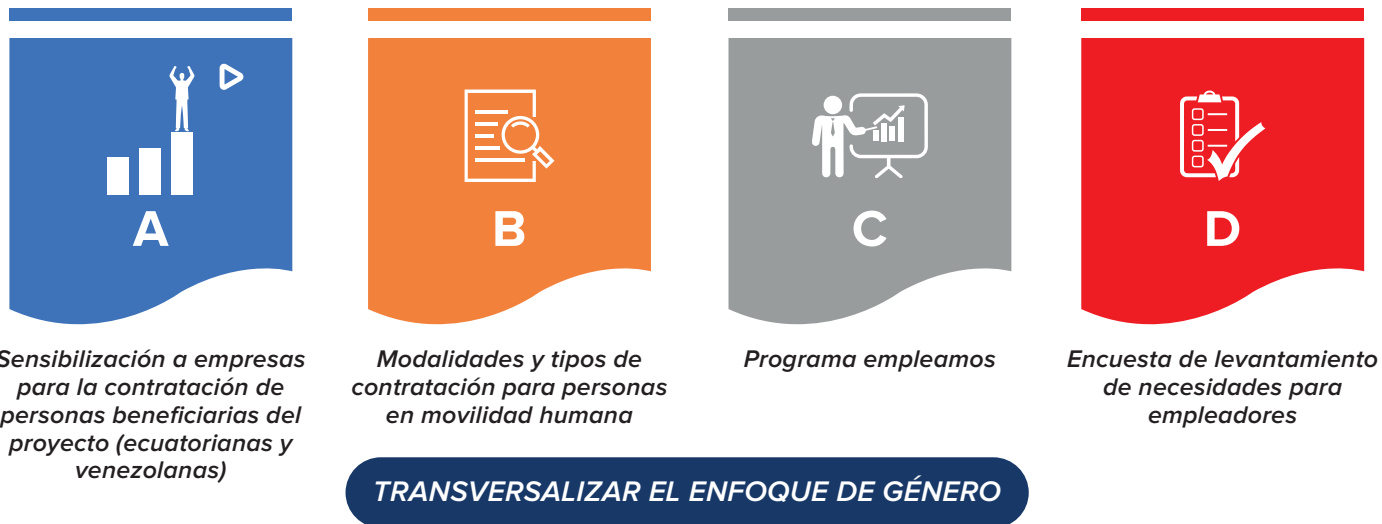 A
Sensibilización a empresas
para la contratación de
personas beneficiarias del
proyecto (ecuatorianas y
venezolanas)
B
Modalidades y tipos de
contratación para personas
en movilidad humana
C
Programa empleamos
D
Encuesta de levantamiento
de necesidades para
empleadores
TRANSVERSALIZAR EL ENFOQUE DE GÉNERO